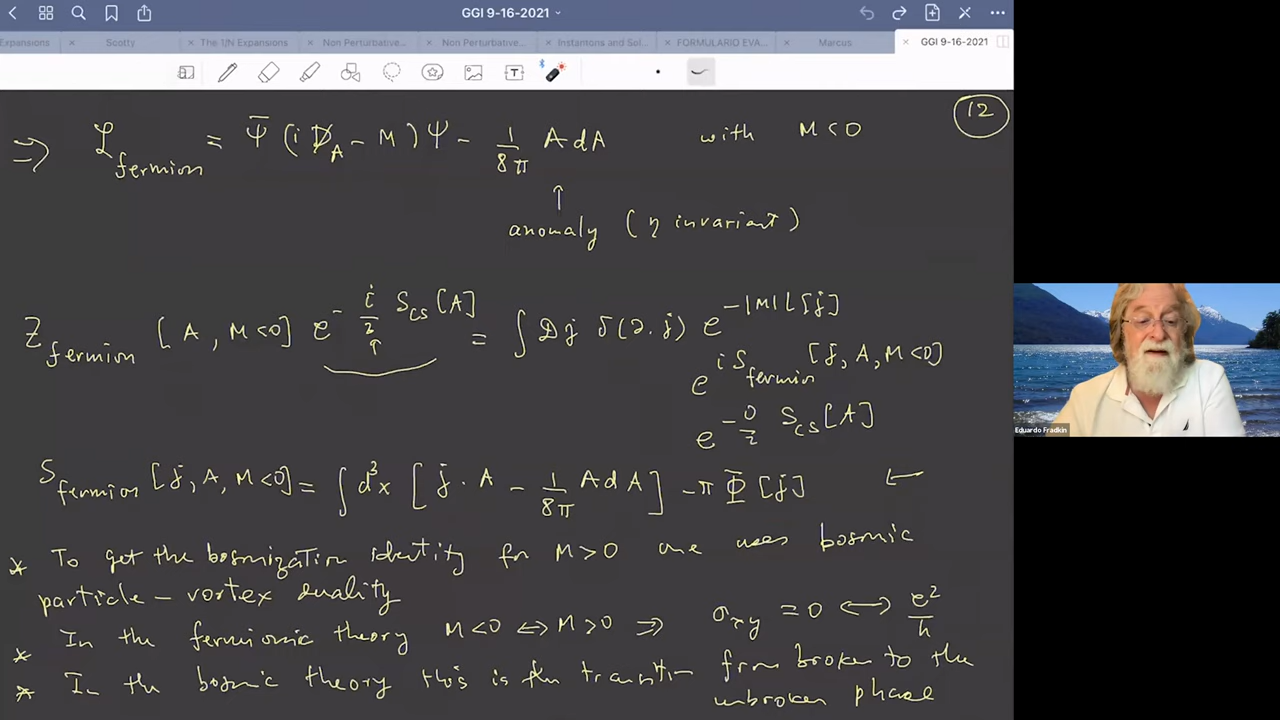 GGI 9-16-2021
Expansions
Scotty
The 1/N Expansions
Non Perturbative...
Non Perturbative...
Instantons and Sol...
FORMULARIO EVA...
Marcus
GGI 9-16-2021
12
⇒ ℒ_fermion = Ψ̄ (i D̸_A − M) Ψ − 1/8π A dA with M < 0
↑
anomaly (η invariant)
Z_fermion [A, M<0] e^{−i/2 S_CS[A]} = ∫ 𝒟j δ(∂·j) e^{−|M| L[j]}
e^{i S_fermion [j, A, M<0]}
e^{−0/2 S_CS[A]}
S_fermion [j, A, M<0] = ∫ d³x [j·A − 1/8π A dA] − π Φ̄ [j] ←
* To get the bosonization identity for M>0 one uses bosonic
particle – vortex duality
* In the fermionic theory M<0 ⇔ M>0 ⇒ σxy = 0 ⟷ e²/h
* In the bosonic theory this is the transition from broken to the
unbroken phase
Eduardo Fradkin